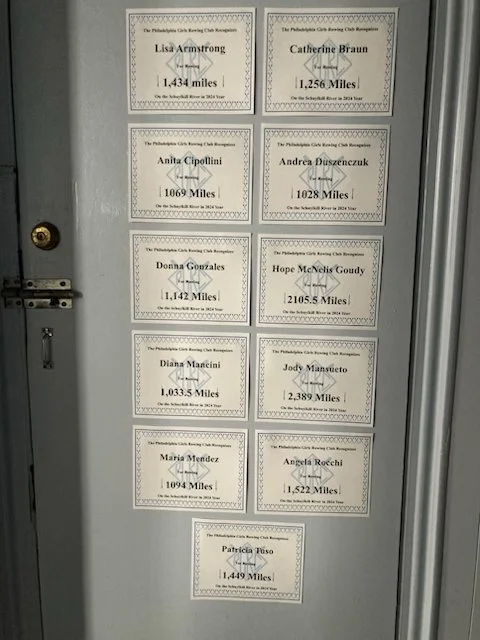 The Philadelphia Girls Rowing Club Recognizes
Lisa Armstrong
For Rowing
1,434 miles
On the Schuylkill River in 2024 Year
The Philadelphia Girls Rowing Club Recognizes
Catherine Braun
For Rowing
1,256 Miles
On the Schuylkill River in 2024 Year
The Philadelphia Girls Rowing Club Recognizes
Anita Cipollini
For Rowing
1069 Miles
On the Schuylkill River in 2024 Year
The Philadelphia Girls Rowing Club Recognizes
Andrea Duszenczuk
For Rowing
1028 Miles
On the Schuylkill River in 2024 Year
The Philadelphia Girls Rowing Club Recognizes
Donna Gonzales
For Rowing
1,142 Miles
On the Schuylkill River in 2024 Year
The Philadelphia Girls Rowing Club Recognizes
Hope McNelis Goudy
For Rowing
2105.5 Miles
On the Schuylkill River in 2024 Year
The Philadelphia Girls Rowing Club Recognizes
Diana Mancini
For Rowing
1,033.5 Miles
On the Schuylkill River in 2024 Year
The Philadelphia Girls Rowing Club Recognizes
Jody Mansueto
For Rowing
2,389 Miles
On the Schuylkill River in 2024 Year
The Philadelphia Girls Rowing Club Recognizes
Maria Mendez
For Rowing
1094 Miles
On the Schuylkill River in 2024 Year
The Philadelphia Girls Rowing Club Recognizes
Angela Rocchi
For Rowing
1,522 Miles
On the Schuylkill River in 2024 Year
The Philadelphia Girls Rowing Club Recognizes
Patricia Tuso
For Rowing
1,449 Miles
On the Schuylkill River in 2024 Year